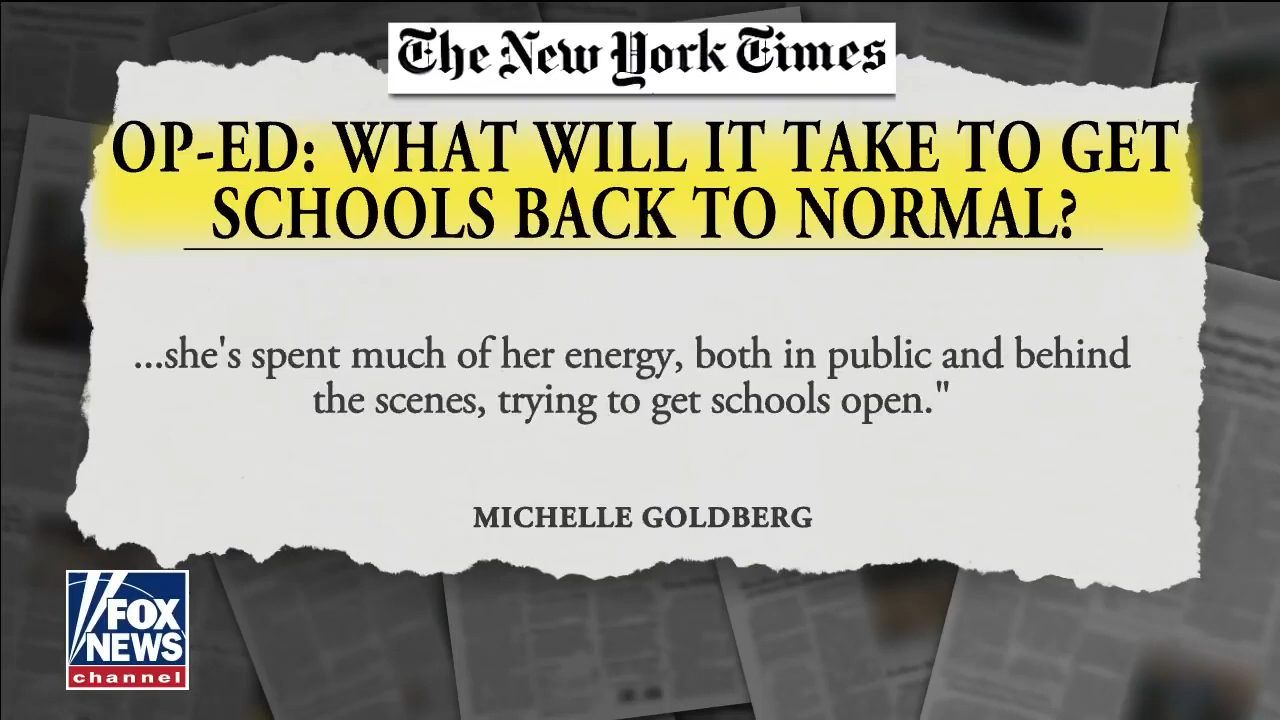 The New York Times
OP-ED: WHAT WILL IT TAKE TO GET
SCHOOLS BACK TO NORMAL?
...she's spent much of her energy, both in public and behind
the scenes, trying to get schools open."
MICHELLE GOLDBERG
FOX
NEWS
channel